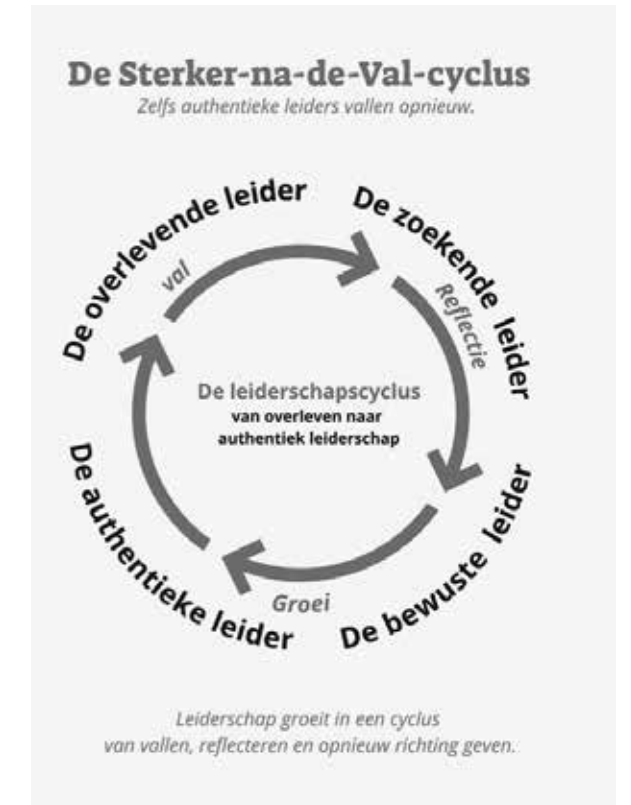 De Sterker-na-de-Val-cyclus
Zelfs authentieke leiders vallen opnieuw.
De overlevende leider
val
De zoekende leider
Reflectie
De leiderschapscyclus
van overleven naar
authentiek leiderschap
De bewuste leider
Groei
De authentieke leider
Leiderschap groeit in een cyclus
van vallen, reflecteren en opnieuw richting geven.